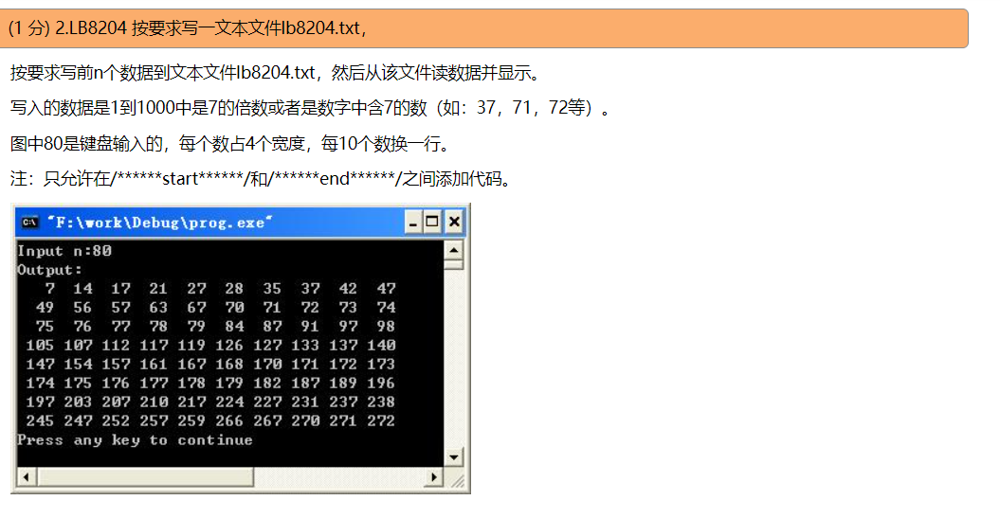 (1 分) 2.LB8204 按要求写一文本文件lb8204.txt，
按要求写前n个数据到文本文件lb8204.txt，然后从该文件读数据并显示。
写入的数据是1到1000中是7的倍数或者是数字中含7的数（如：37，71，72等）。
图中80是键盘输入的，每个数占4个宽度，每10个数换一行。
注：只允许在/******start******/和/******end******/之间添加代码。
"F:\work\Debug\prog.exe"
Input n:80
Output:
7 14 17 21 27 28 35 37 42 47
49 56 57 63 67 70 71 72 73 74
75 76 77 78 79 84 87 91 97 98
105 107 112 117 119 126 127 133 137 140
147 154 157 161 167 168 170 171 172 173
174 175 176 177 178 179 182 187 189 196
197 203 207 210 217 224 227 231 237 238
245 247 252 257 259 266 267 270 271 272
Press any key to continue